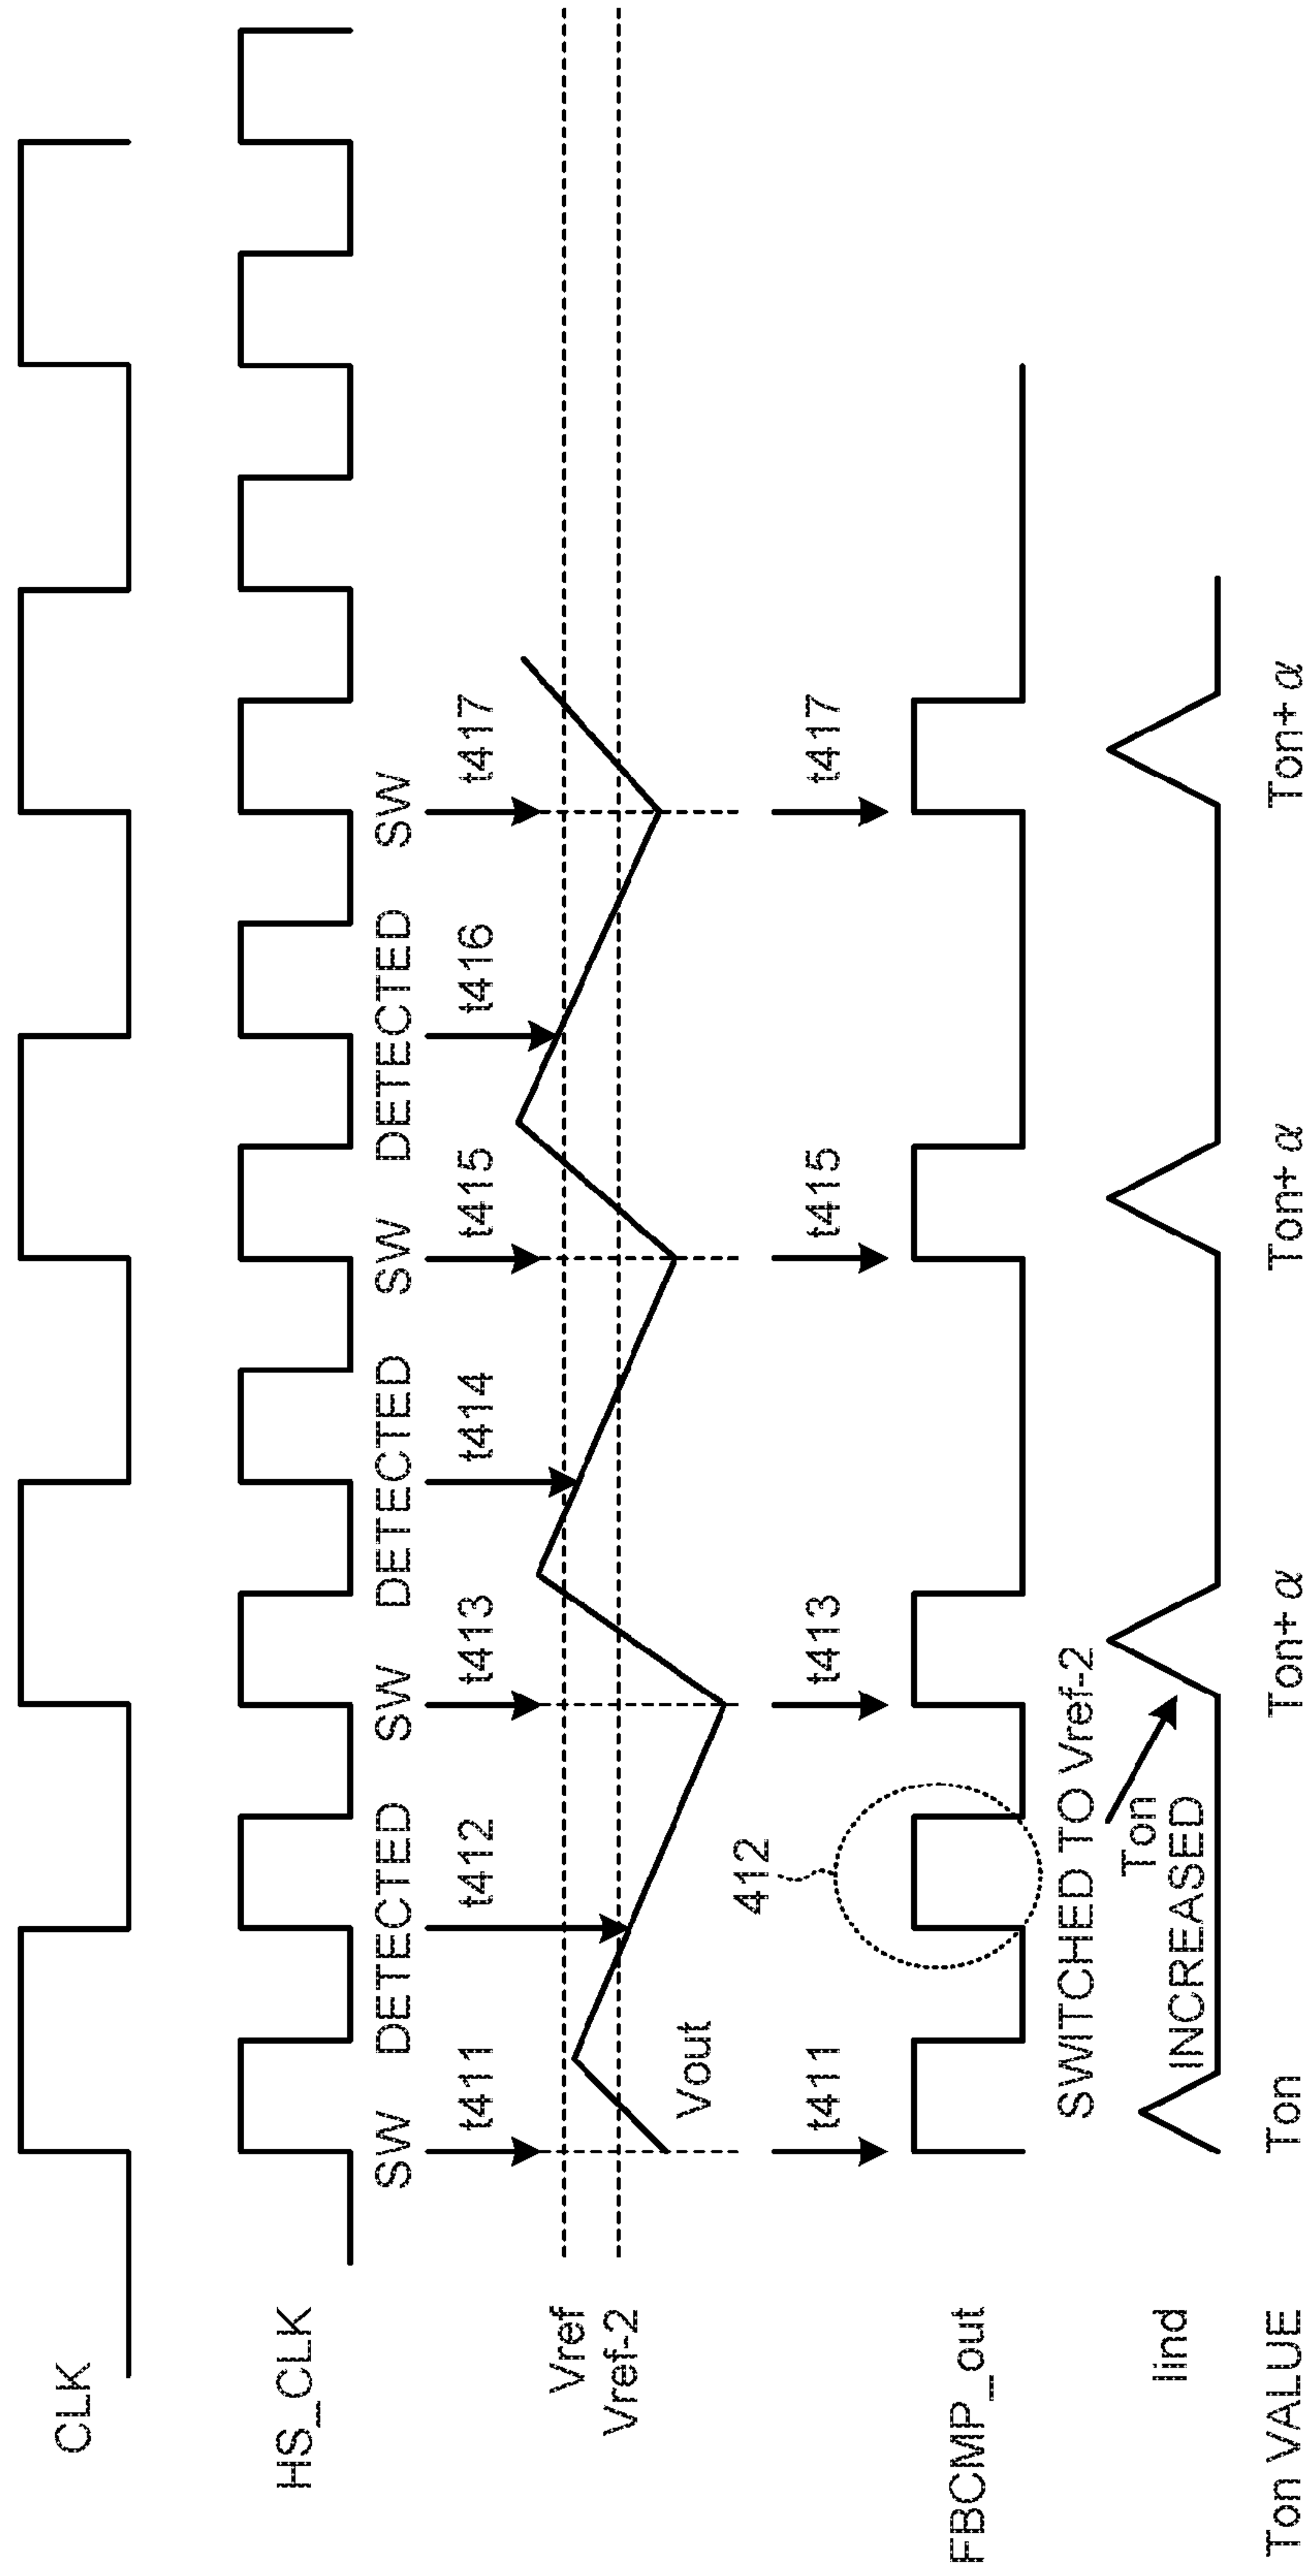 CLK
HS_CLK
SW DETECTED SW DETECTED SW DETECTED SW
t411 t412 t413 t414 t415 t416 t417
Vref
Vref-2
Vout
412
t411 t413 t415 t417
FBCMP_out
SWITCHED TO Vref-2
Ton
INCREASED
Iind
Ton VALUE Ton Ton+α Ton+α Ton+α